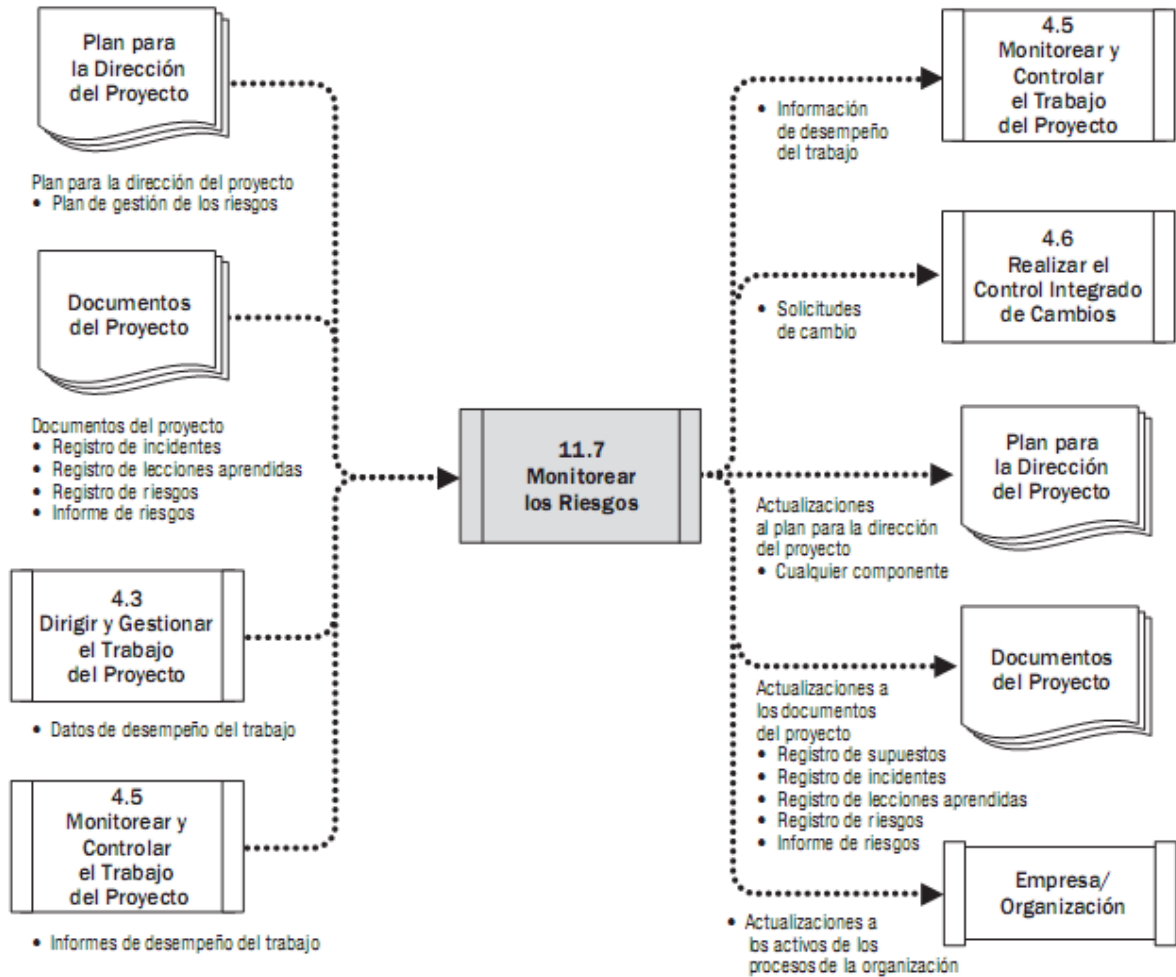 Plan para
la Dirección
del Proyecto
Plan para la dirección del proyecto
• Plan de gestión de los riesgos
Documentos
del Proyecto
Documentos del proyecto
• Registro de incidentes
• Registro de lecciones aprendidas
• Registro de riesgos
• Informe de riesgos
4.3
Dirigir y Gestionar
el Trabajo
del Proyecto
• Datos de desempeño del trabajo
4.5
Monitorear y
Controlar
el Trabajo
del Proyecto
• Informes de desempeño del trabajo
11.7
Monitorear
los Riesgos
4.5
Monitorear y
Controlar
el Trabajo
del Proyecto
• Información
de desempeño
del trabajo
4.6
Realizar el
Control Integrado
de Cambios
• Solicitudes
de cambio
Plan para
la Dirección
del Proyecto
Actualizaciones
al plan para la dirección
del proyecto
• Cualquier componente
Documentos
del Proyecto
Actualizaciones a
los documentos
del proyecto
• Registro de supuestos
• Registro de incidentes
• Registro de lecciones aprendidas
• Registro de riesgos
• Informe de riesgos
Empresa/
Organización
• Actualizaciones a
los activos de los
procesos de la organización